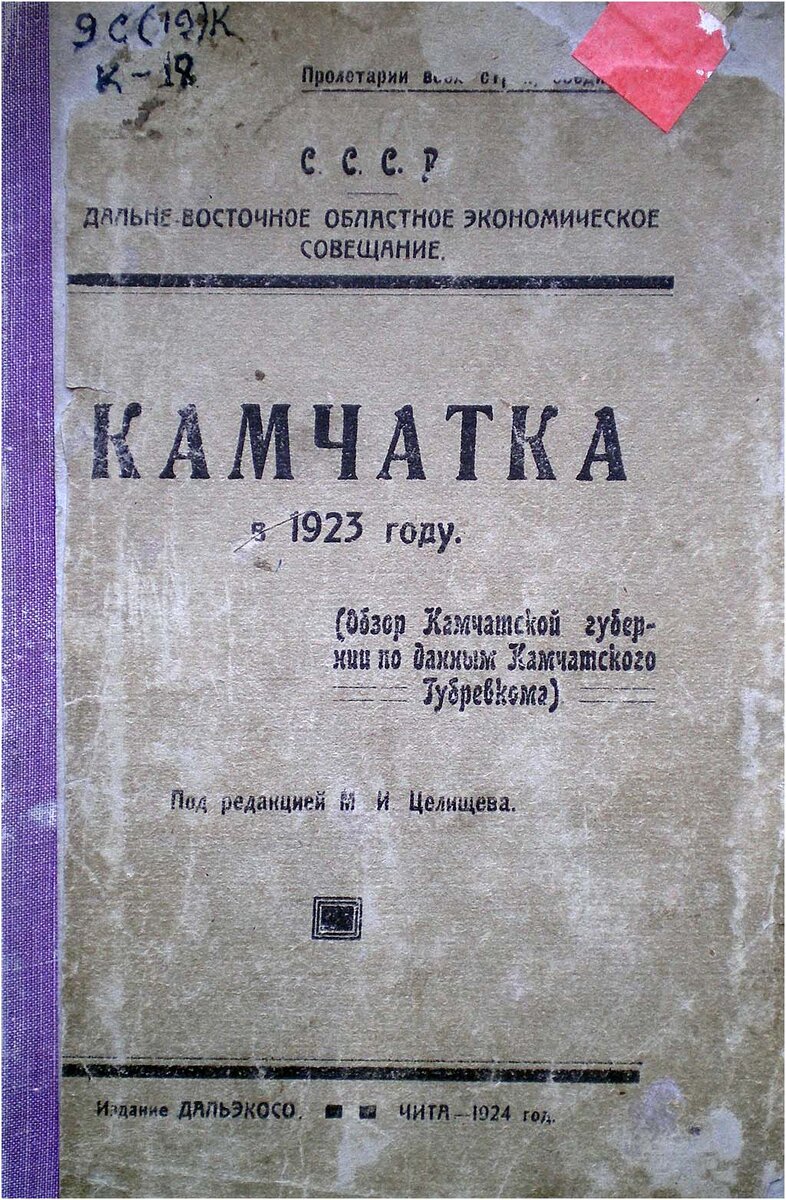 9С(19)К
К-18
Пролетарии всех
С. С. С. Р
ДАЛЬНЕ-ВОСТОЧНОЕ ОБЛАСТНОЕ ЭКОНОМИЧЕСКОЕ
СОВЕЩАНИЕ.
КАМЧАТКА
в 1923 году.
(Обзор Камчатской губер-
нии по данным Камчатского
Губревкома)
Под редакцией М И Целищева.
Издание ДАЛЬЭКОСО. ЧИТА—1924 год.